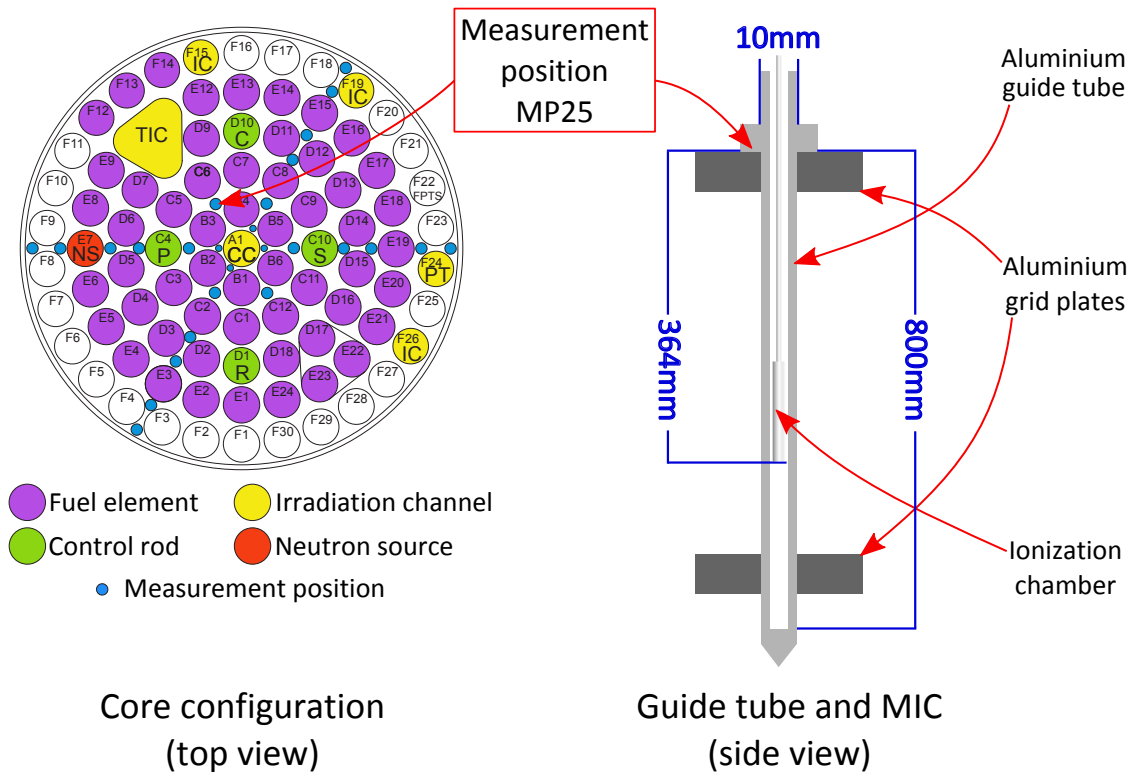 Measurement
position
MP25
10mm
Aluminium
guide tube
364mm
800mm
Aluminium
grid plates
Ionization
chamber
F16
F17
F15
IC
F18
F14
F19
IC
F13
E12
E13
E14
E15
F20
F12
D10
C
D9
D11
E16
TIC
F11
F21
D12
E9
C7
E17
C6
C8
D7
D13
F10
F22
FPTS
E8
C5
C9
E18
4
F9
D6
B3
B5
D14
F23
E7
NS
C4
P
A1
CC
C10
S
E19
F8
D5
B2
B6
D15
F24
PT
E6
C3
B1
C11
E20
F7
D4
D16
F25
C2
C12
E5
C1
E21
F6
D3
D17
F26
IC
E4
D2
D1
R
D18
E22
F5
E3
E23
F27
F4
E2
E1
E24
F28
F3
F2
F1
F30
F29
Fuel element
Irradiation channel
Control rod
Neutron source
Measurement position
Core configuration
(top view)
Guide tube and MIC
(side view)